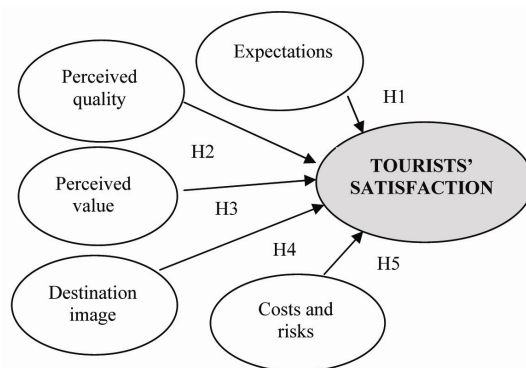 Expectations
Perceived
quality
H1
H2
TOURISTS'
SATISFACTION
Perceived
value
H3
H4
H5
Destination
image
Costs and
risks